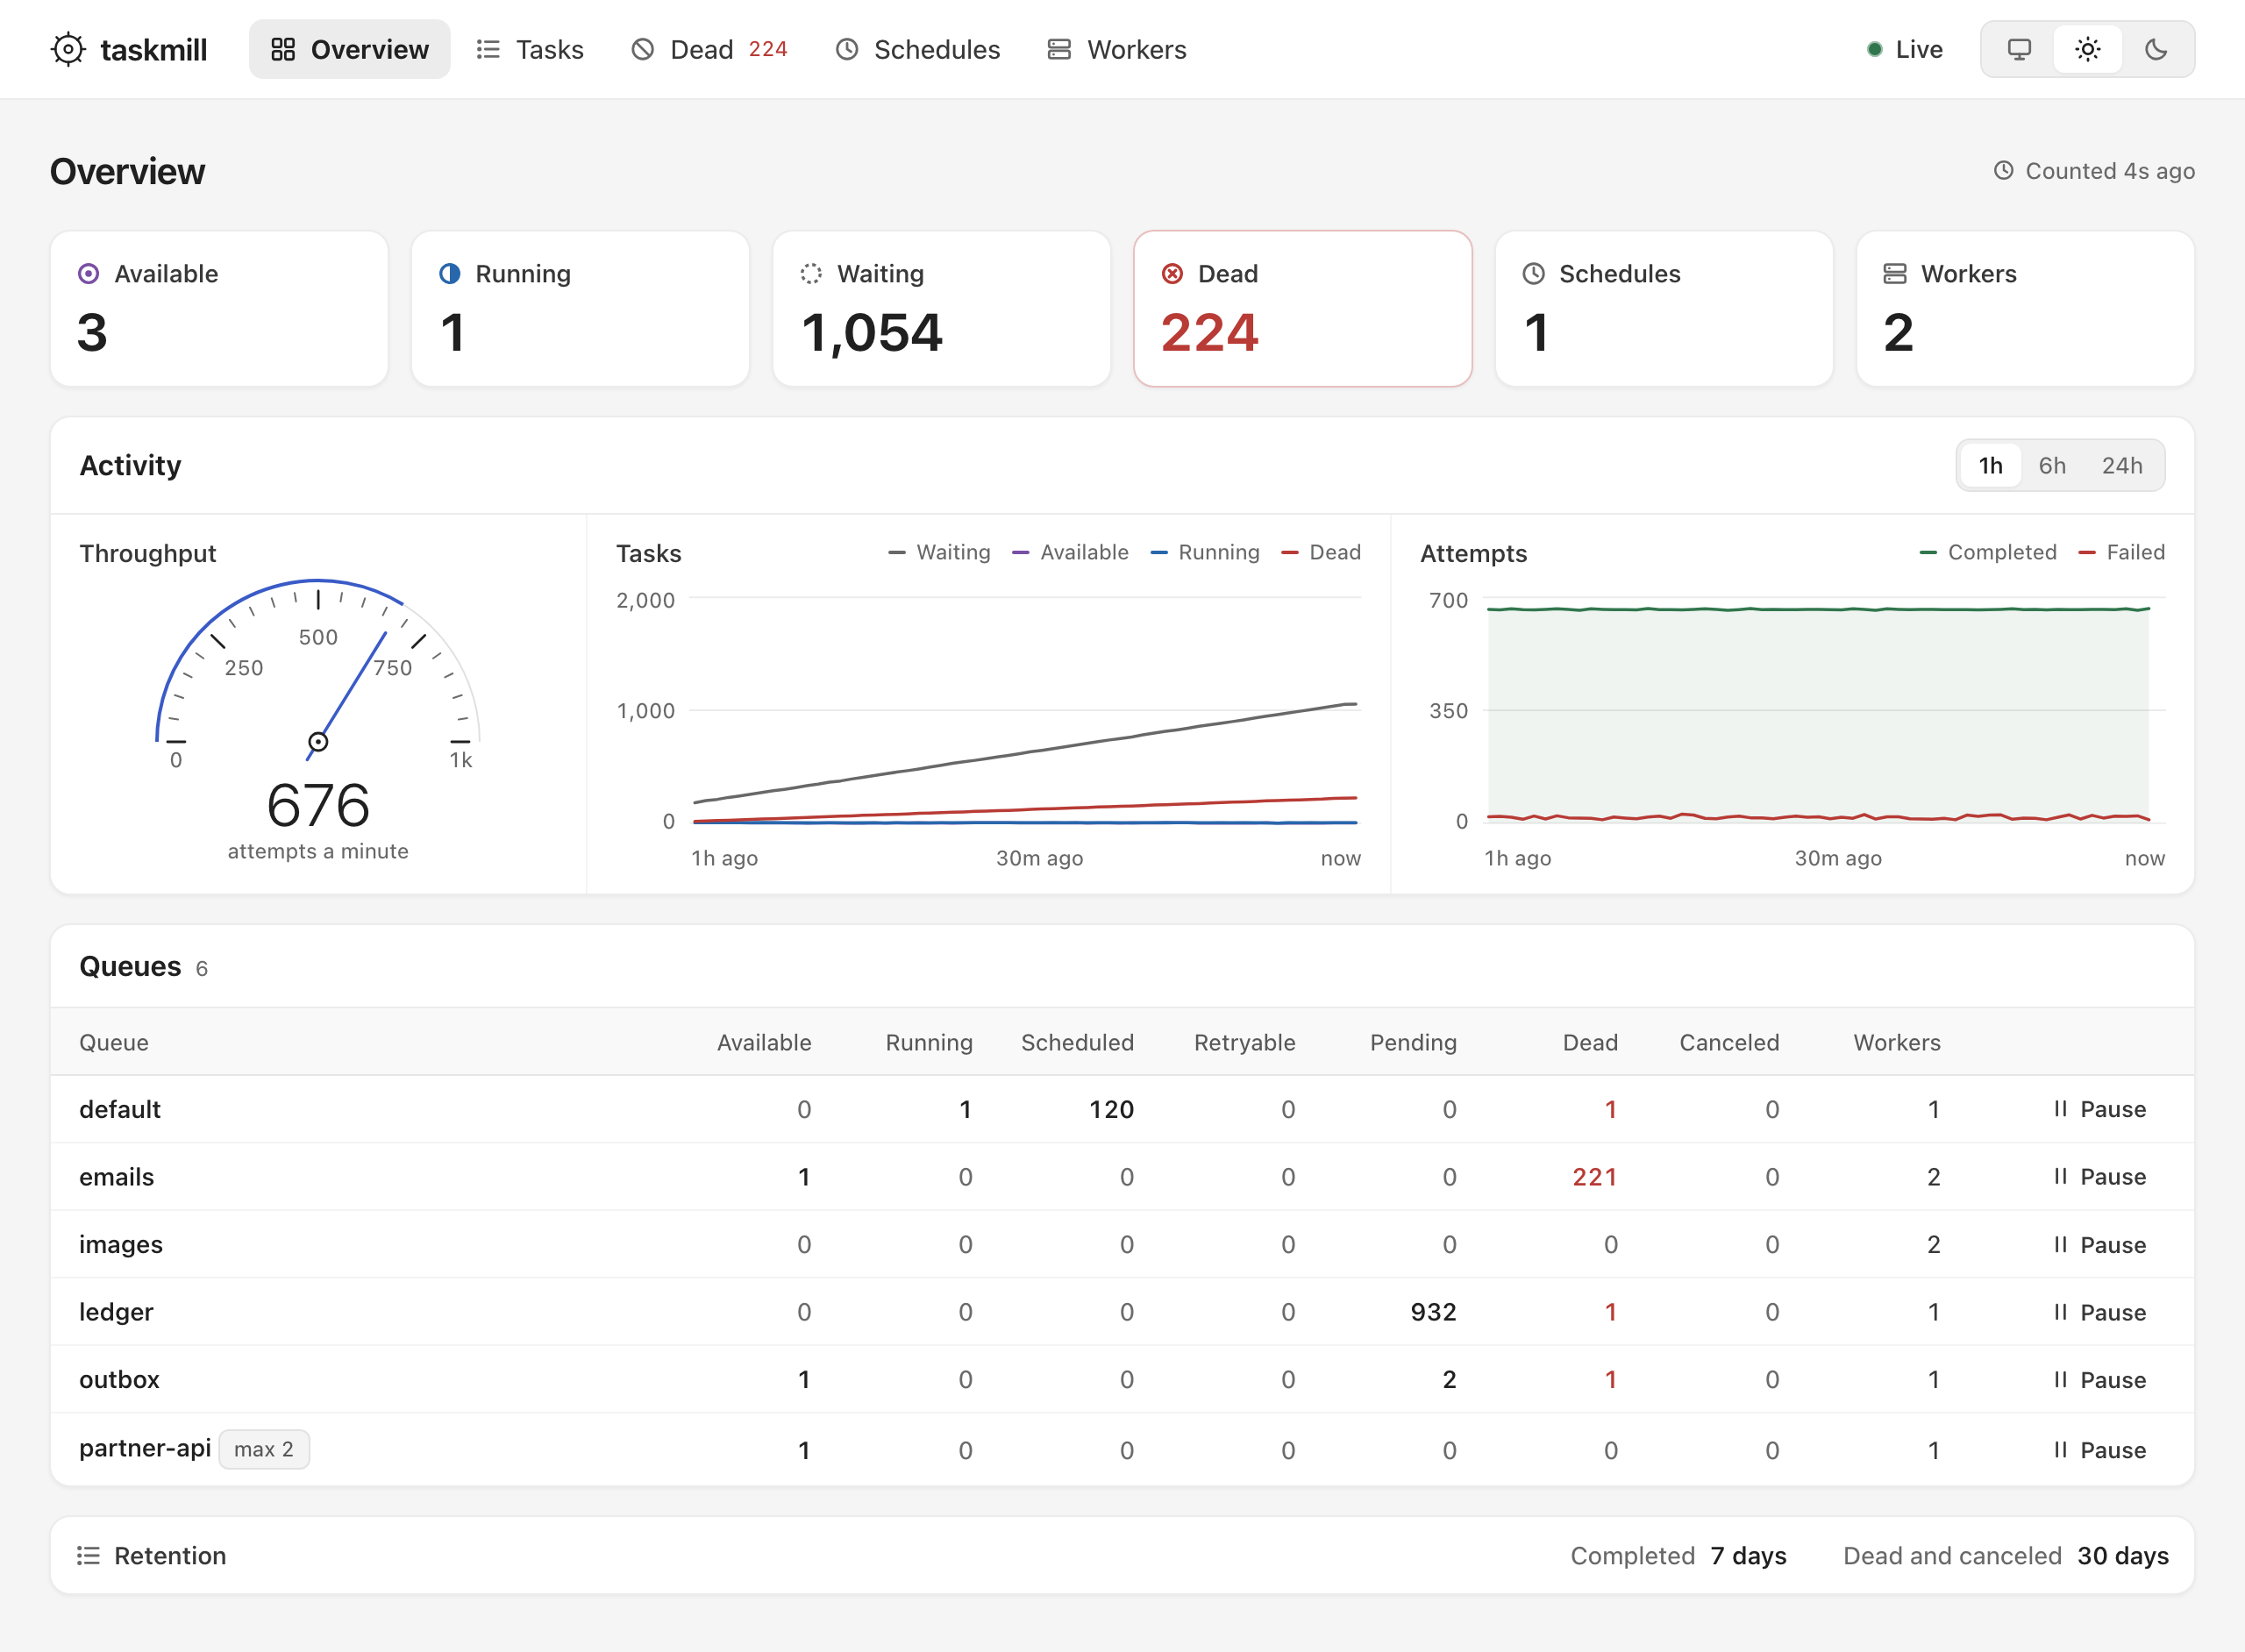 taskmill Overview Tasks Dead 224 Schedules Workers Live
Overview Counted 4s ago
Available Running Waiting Dead Schedules Workers
3 1 1,054 224 1 2
Activity 1h 6h 24h
Throughput
500
250 750
0 1k
676
attempts a minute
Tasks Waiting Available Running Dead
2,000
1,000
0
1h ago 30m ago now
Attempts Completed Failed
700
350
0
1h ago 30m ago now
Queues 6
Queue Available Running Scheduled Retryable Pending Dead Canceled Workers
default 0 1 120 0 0 1 0 1 Pause
emails 1 0 0 0 0 221 0 2 Pause
images 0 0 0 0 0 0 0 2 Pause
ledger 0 0 0 0 932 1 0 1 Pause
outbox 1 0 0 0 2 1 0 1 Pause
partner-api max 2 1 0 0 0 0 0 0 1 Pause
Retention Completed 7 days Dead and canceled 30 days